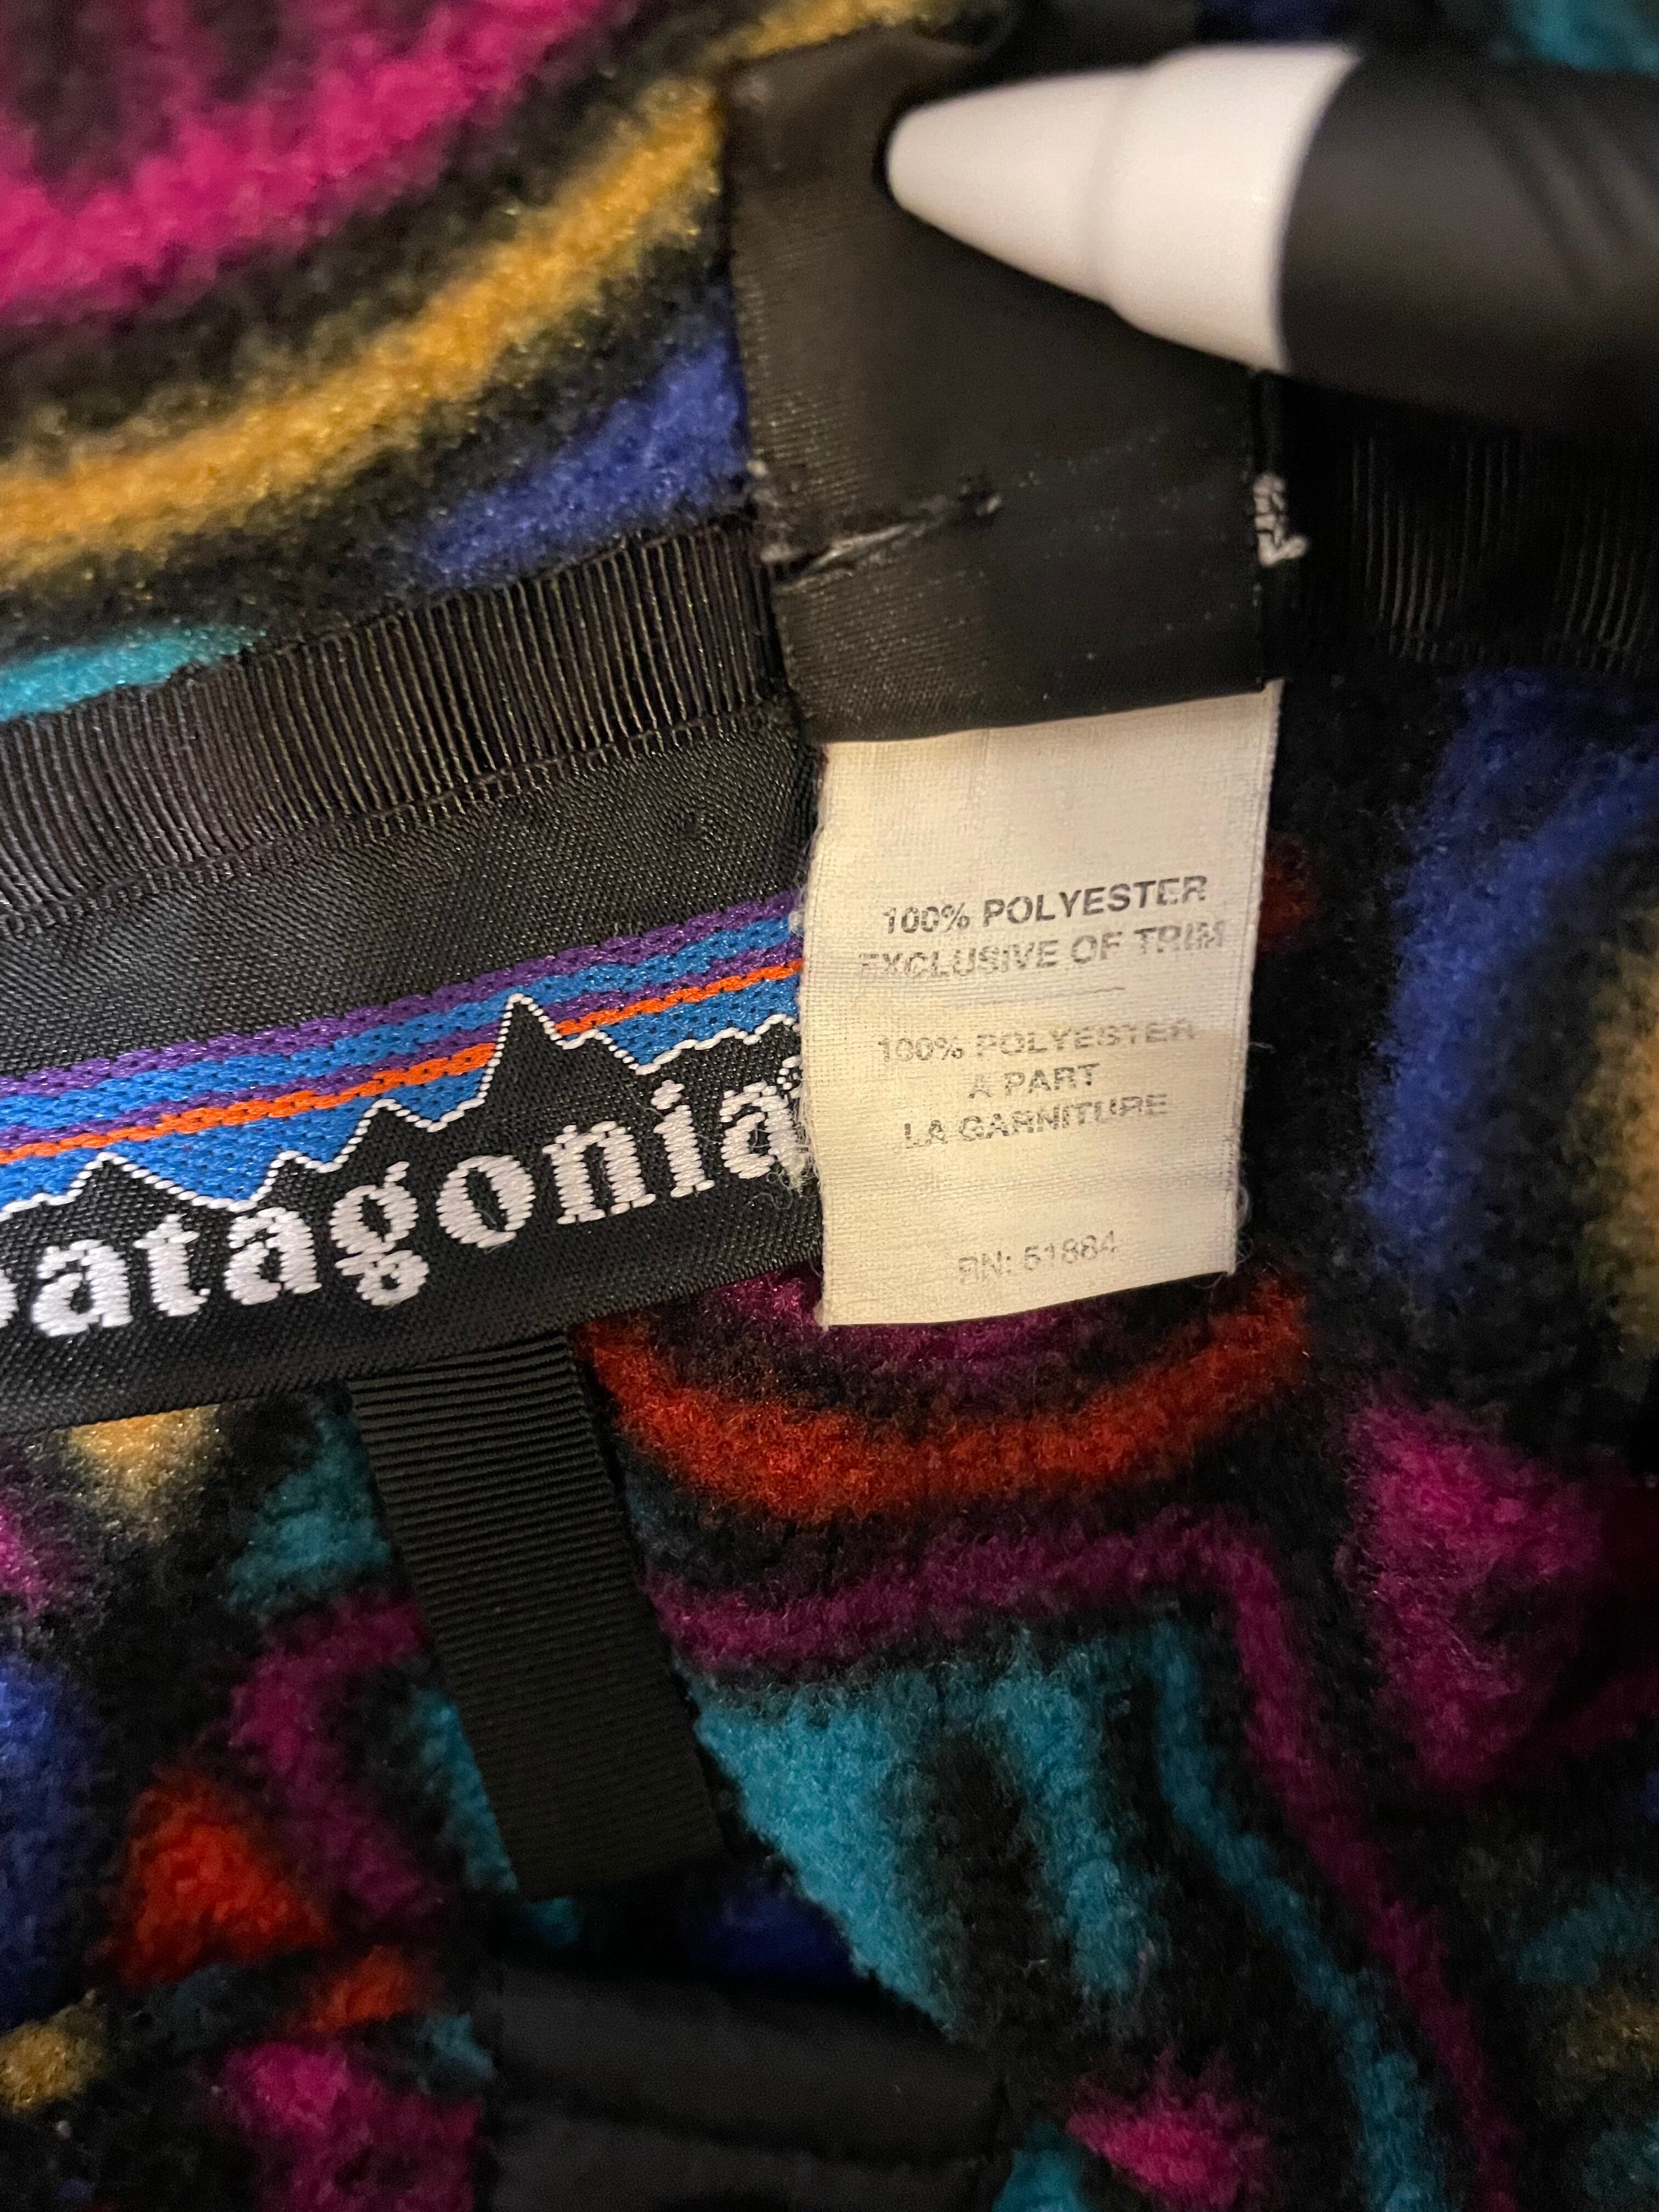 patagonia
100% POLYESTER
EXCLUSIVE OF TRIM
100% POLYESTER
A PART
LA GARNITURE
RN: 51884